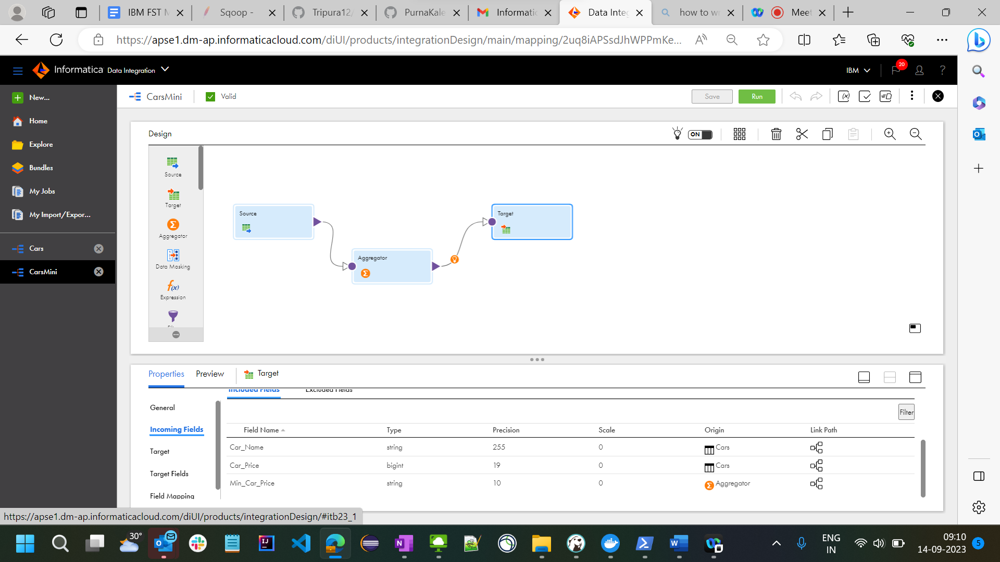 IBM FST M
Sqoop -
Tripura12/
PurnaKale
Informatic
Data Integ
how to wr
Meet
https://apse1.dm-ap.informaticacloud.com/diUI/products/integrationDesign/main/mapping/2uq8iAPSsdJhWPPmKe...
Informatica Data Integration
IBM
20
?
New...
Home
Explore
Bundles
My Jobs
My Import/Expor...
Cars
CarsMini
CarsMini
Valid
Save
Run
Design
ON
Source
Target
Aggregator
Data Masking
Expression
Source
Aggregator
Target
Properties
Preview
Target
Included Fields
Excluded Fields
General
Incoming Fields
Target
Target Fields
Field Mapping
Filter
Field Name Type Precision Scale Origin Link Path
Car_Name string 255 0 Cars
Car_Price bigint 19 0 Cars
Min_Car_Price string 10 0 Aggregator
https://apse1.dm-ap.informaticacloud.com/diUI/products/integrationDesign/#itb23_1
30°
ENG
IN
09:10
14-09-2023
5